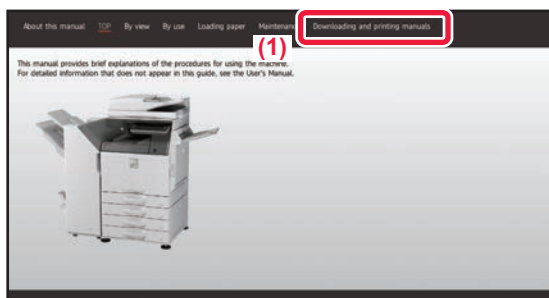 About this manual TOP By view By use Loading paper Maintenance Downloading and printing manuals
(1)
This manual provides brief explanations of the procedures for using the machine.
For detailed information that does not appear in this guide, see the User's Manual.